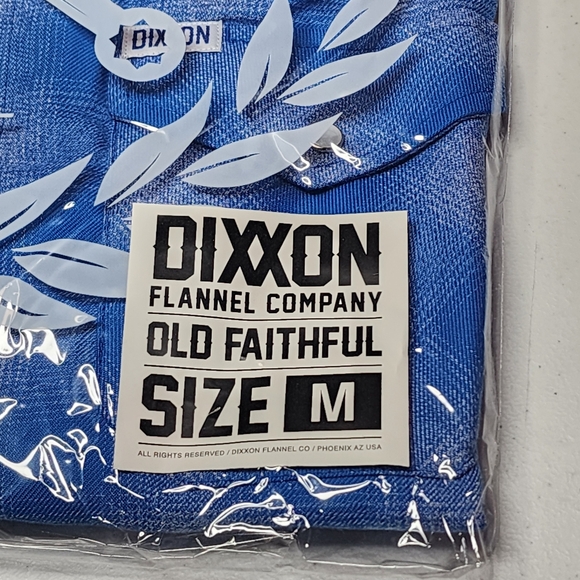 DIXXON
DIXXON
FLANNEL COMPANY
OLD FAITHFUL
SIZE M
ALL RIGHTS RESERVED / DIXXON FLANNEL CO / PHOENIX AZ USA